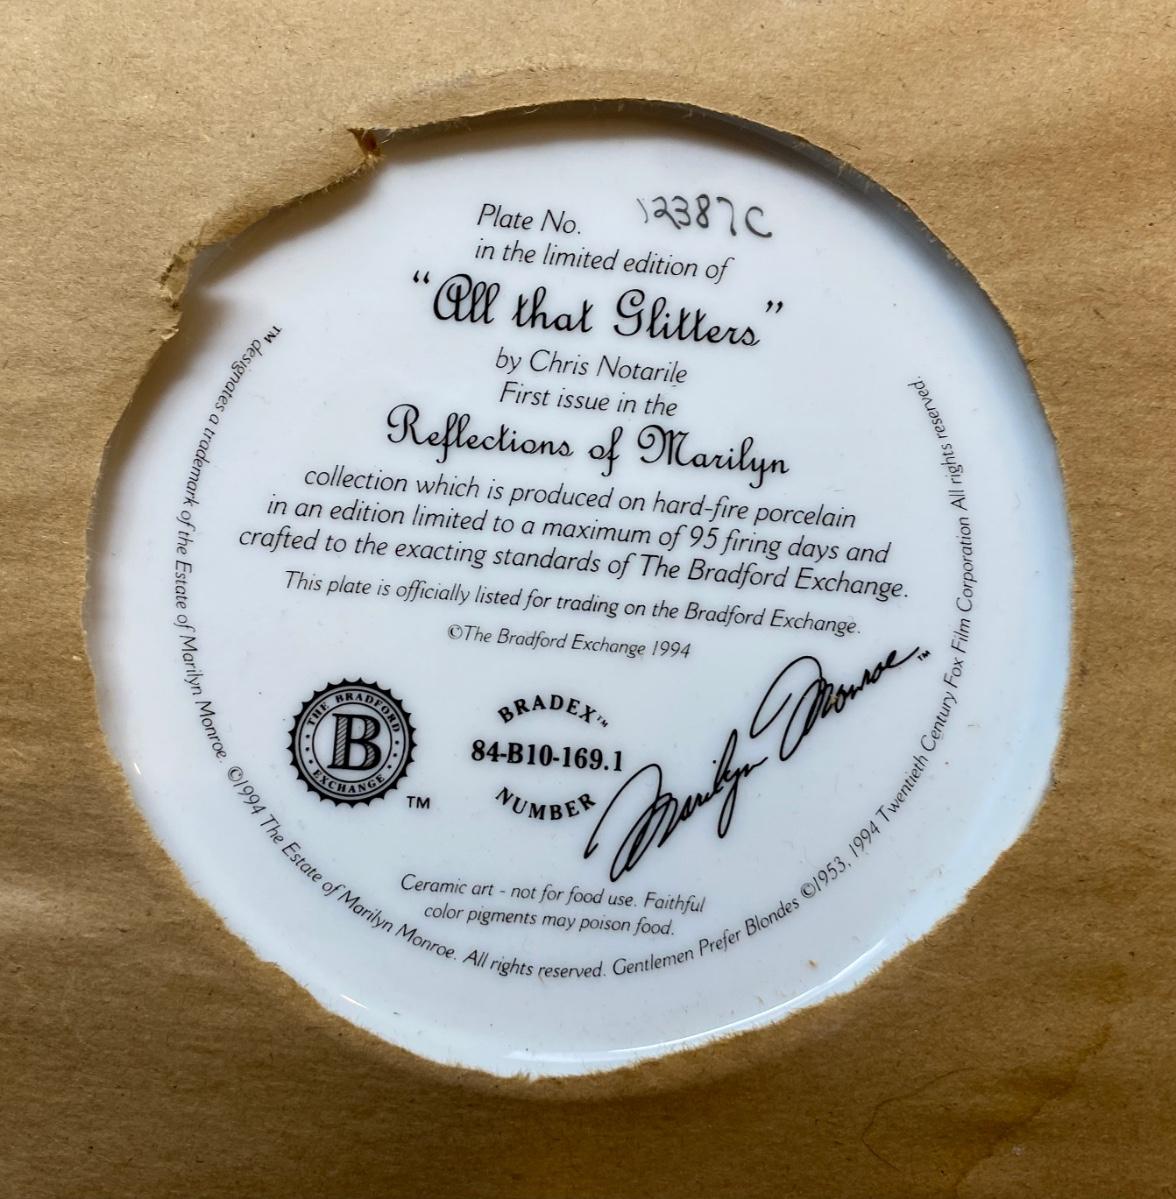 Plate No. 12387C
in the limited edition of
“All that Glitters”
by Chris Notarile
First issue in the
Reflections of Marilyn
collection which is produced on hard-fire porcelain
in an edition limited to a maximum of 95 firing days and
crafted to the exacting standards of The Bradford Exchange.
This plate is officially listed for trading on the Bradford Exchange.
©The Bradford Exchange 1994
THE BRADFORD
B
EXCHANGE
TM
BRADEX™
84-B10-169.1
NUMBER
Marilyn Monroe™
Ceramic art - not for food use. Faithful
color pigments may poison food.
™ designates a trademark of the Estate of Marilyn Monroe. ©1994 The Estate of Marilyn Monroe. All rights reserved. Gentlemen Prefer Blondes ©1953, 1994 Twentieth Century Fox Film Corporation All rights reserved.